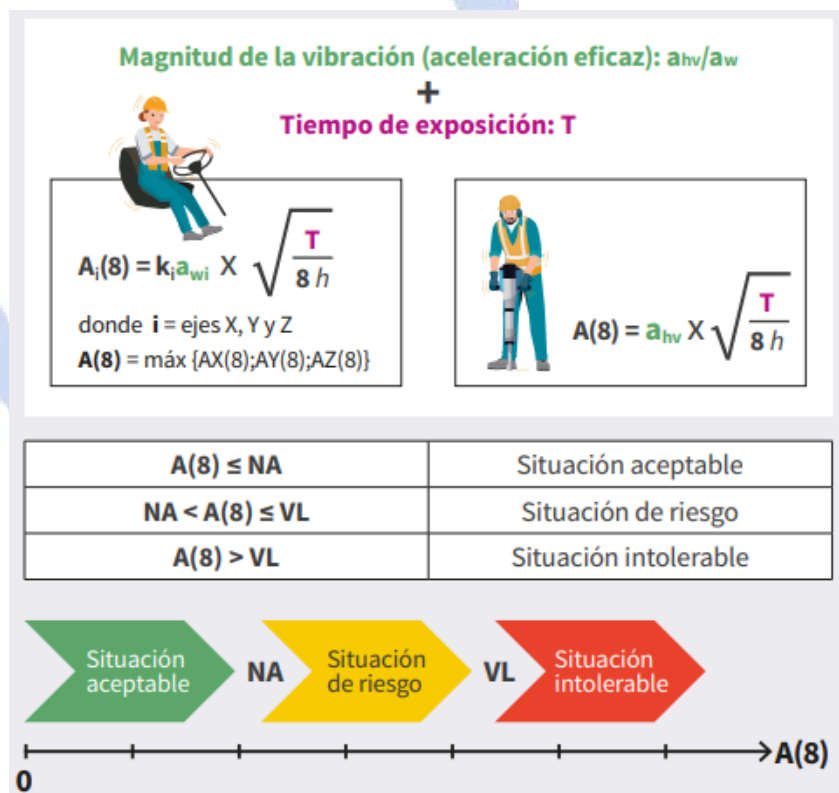 Magnitud de la vibración (aceleración eficaz): ahv/aw
+
Tiempo de exposición: T
Ai(8) = kiawi X √T/8 h
donde i = ejes X, Y y Z
A(8) = máx {AX(8);AY(8);AZ(8)}
A(8) = ahv X √T/8 h
A(8) ≤ NA Situación aceptable
NA < A(8) ≤ VL Situación de riesgo
A(8) > VL Situación intolerable
Situación
aceptable
NA
Situación
de riesgo
VL
Situación
intolerable
0
A(8)